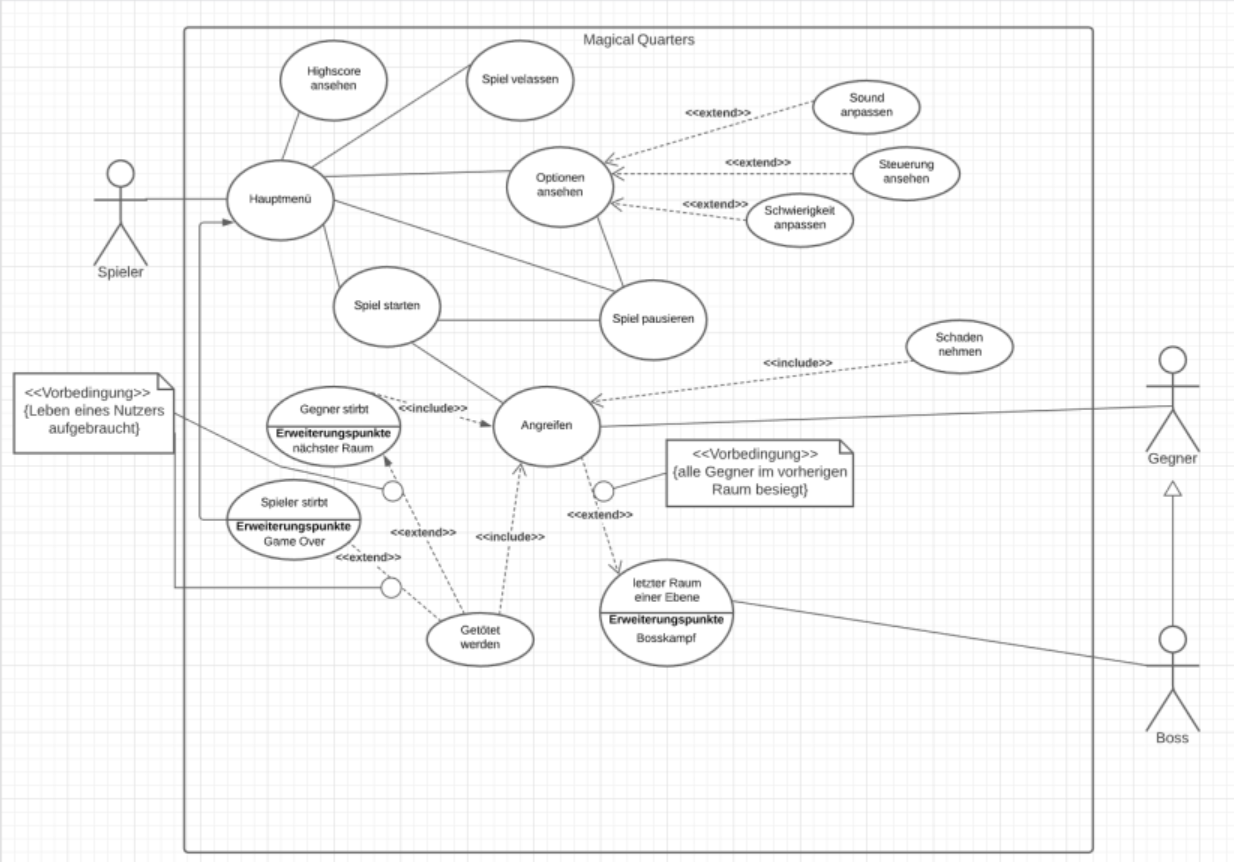 Magical Quarters
Highscore
ansehen
Spiel velassen
Sound
anpassen
<<extend>>
Steuerung
ansehen
<<extend>>
Optionen
ansehen
Hauptmenü
<<extend>>
Schwierigkeit
anpassen
Spieler
Spiel starten
Spiel pausieren
Schaden
nehmen
<<include>>
<<Vorbedingung>>
{Leben eines Nutzers
aufgebraucht}
Gegner stirbt
Erweiterungspunkte
nächster Raum
<<include>>
Angreifen
Gegner
<<Vorbedingung>>
{alle Gegner im vorherigen
Raum besiegt}
Spieler stirbt
Erweiterungspunkte
Game Over
<<extend>>
<<include>>
<<extend>>
<<extend>>
letzter Raum
einer Ebene
Erweiterungspunkte
Bosskampf
Getötet
werden
Boss